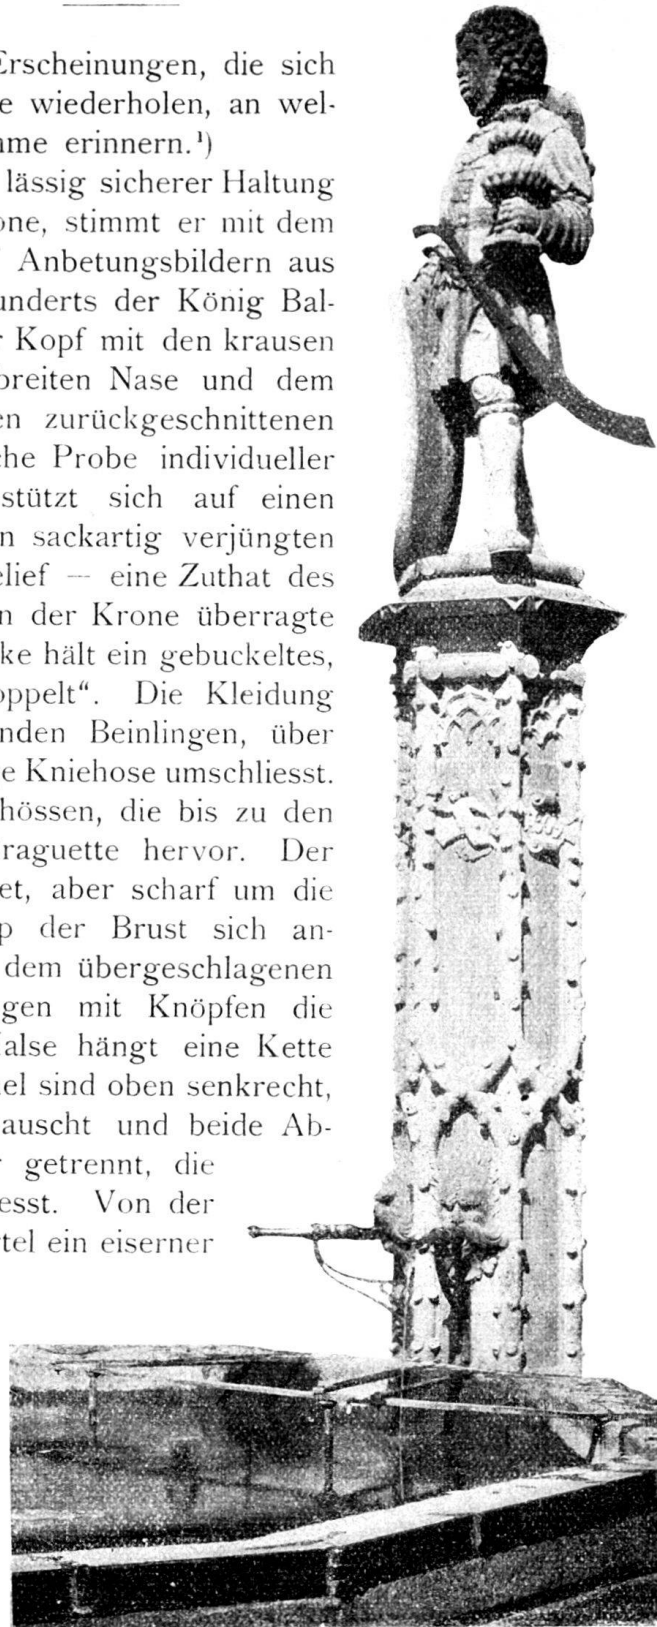 Erscheinungen, die sich
e wiederholen, an wel-
me erinnern.¹)
lässig sicherer Haltung
one, stimmt er mit dem
Anbetungsbildern aus
underts der König Bal-
r Kopf mit den krausen
breiten Nase und dem
en zurückgeschnittenen
che Probe individueller
stützt sich auf einen
n sackartig verjüngten
elief — eine Zuthat des
n der Krone überragte
ke hält ein gebuckeltes,
oppelt“. Die Kleidung
nden Beinlingen, über
e Kniehose umschliesst.
hössen, die bis zu den
raguette hervor. Der
et, aber scharf um die
p der Brust sich an-
dem übergeschlagenen
gen mit Knöpfen die
Halse hängt eine Kette
el sind oben senkrecht,
auscht und beide Ab-
r getrennt, die
esst. Von der
rtel ein eiserner